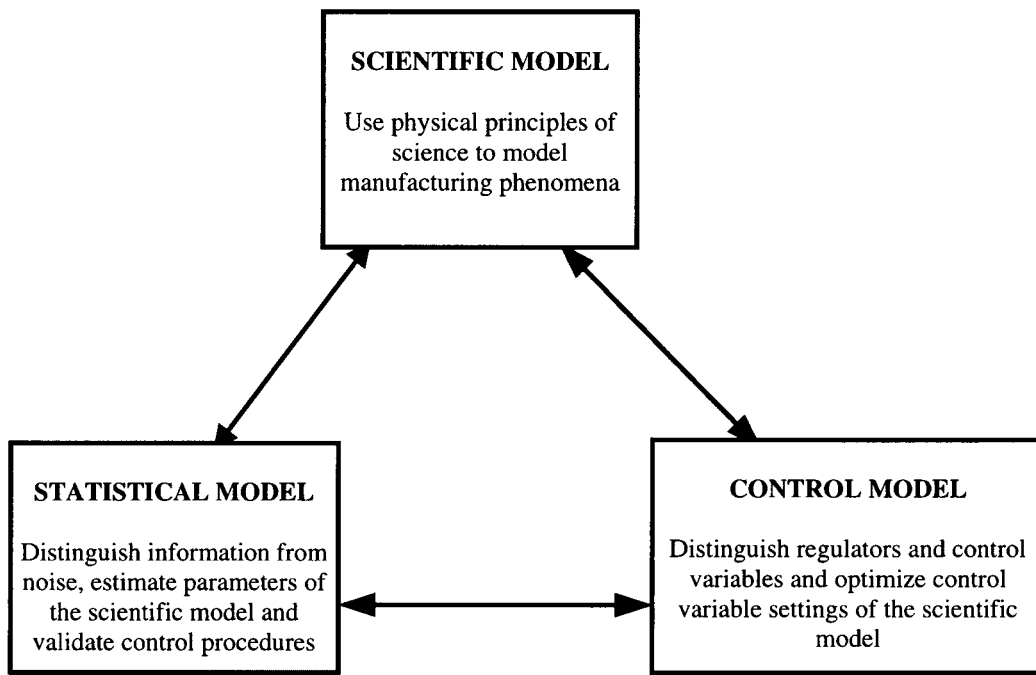 SCIENTIFIC MODEL
Use physical principles of
science to model
manufacturing phenomena
STATISTICAL MODEL
Distinguish information from
noise, estimate parameters of
the scientific model and
validate control procedures
CONTROL MODEL
Distinguish regulators and control
variables and optimize control
variable settings of the scientific
model